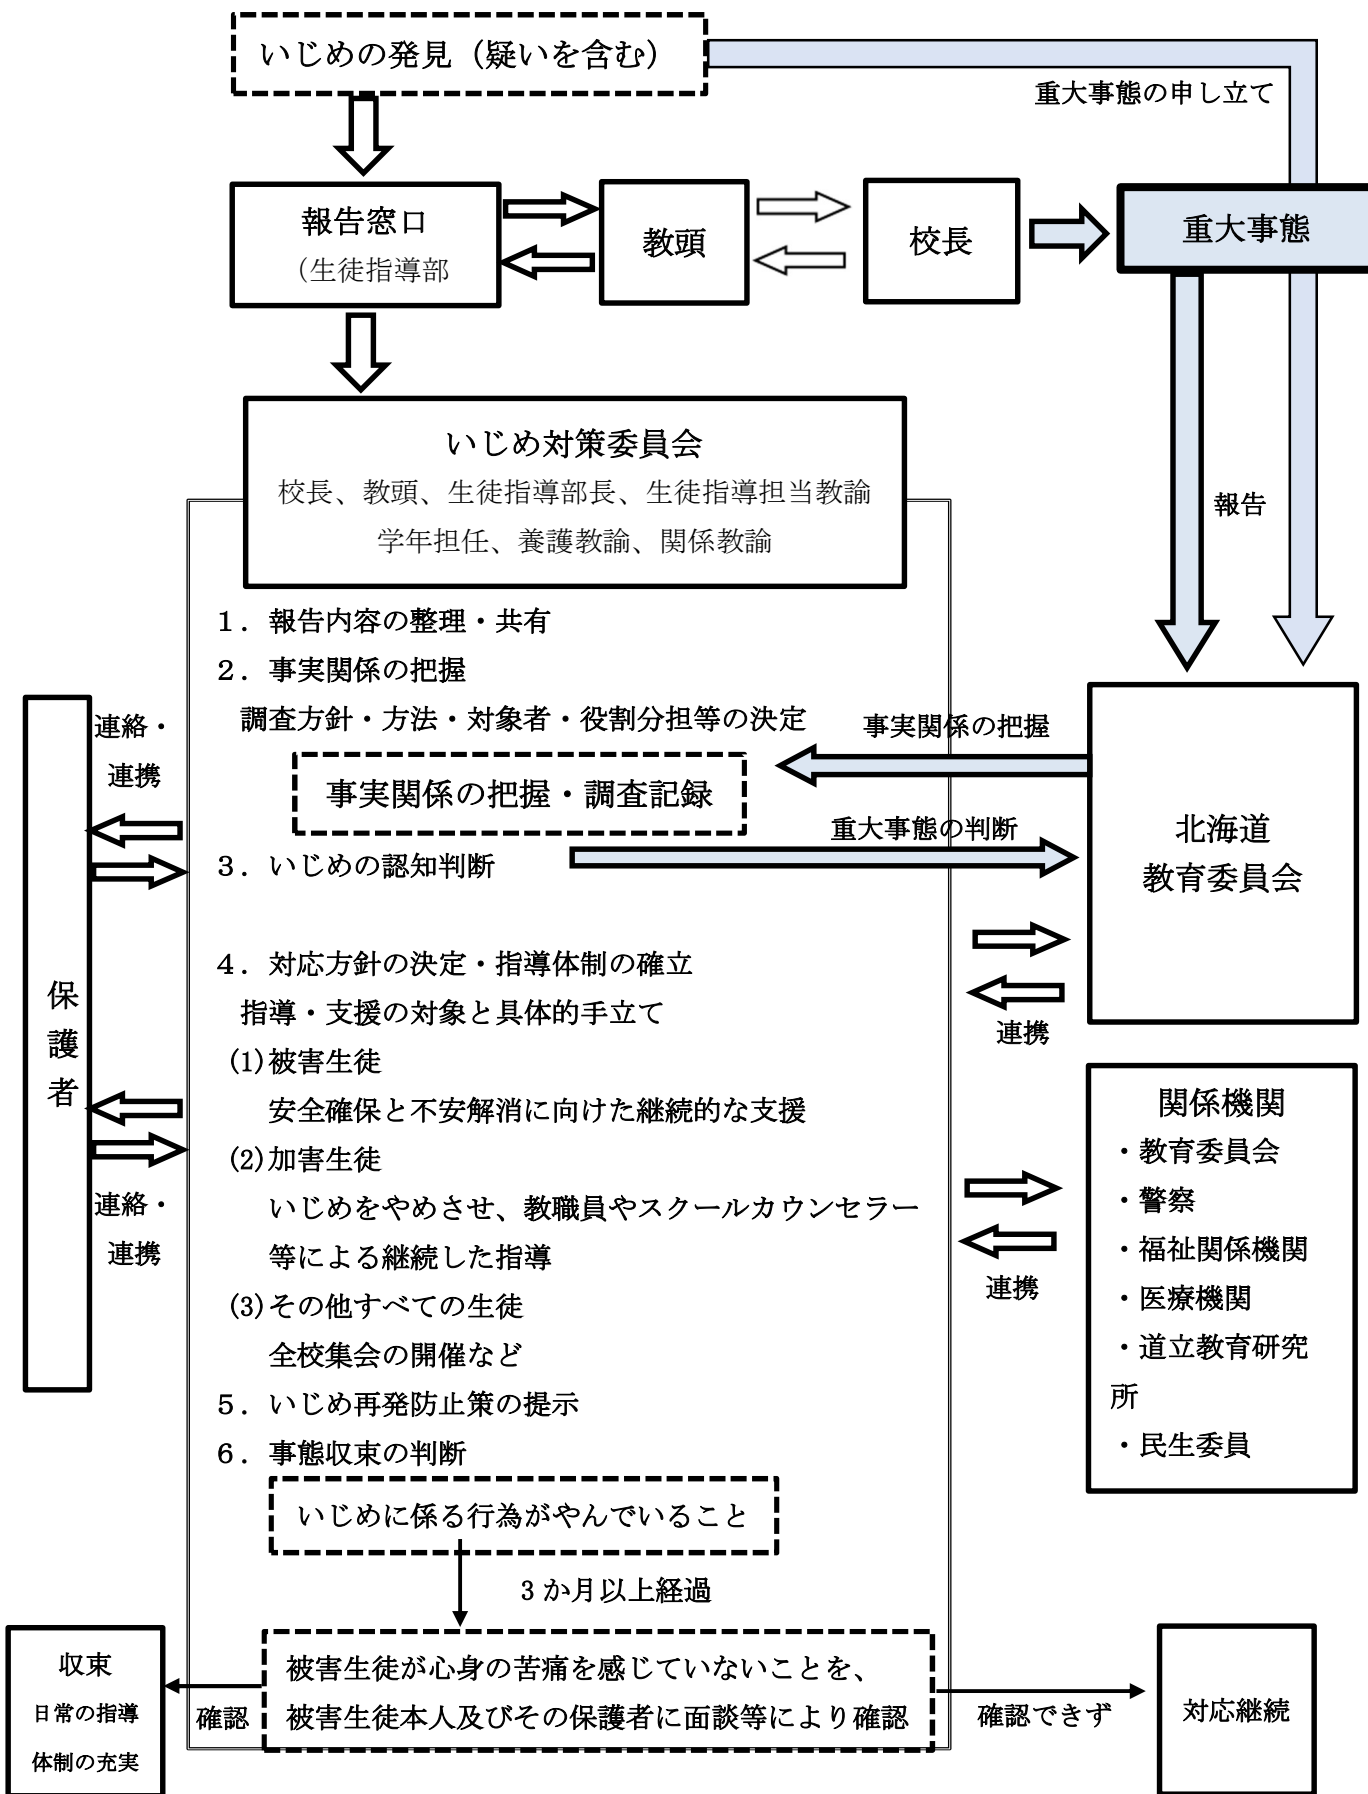 いじめの発見（疑いを含む）
重大事態の申し立て
報告窓口
（生徒指導部
教頭
校長
重大事態
いじめ対策委員会
校長、教頭、生徒指導部長、生徒指導担当教諭
学年担任、養護教諭、関係教諭
報告
１．報告内容の整理・共有
２．事実関係の把握
調査方針・方法・対象者・役割分担等の決定
事実関係の把握
事実関係の把握・調査記録
重大事態の判断
３．いじめの認知判断
北海道
教育委員会
連絡・
連携
保護者
４．対応方針の決定・指導体制の確立
指導・支援の対象と具体的手立て
連携
(1)被害生徒
安全確保と不安解消に向けた継続的な支援
(2)加害生徒
いじめをやめさせ、教職員やスクールカウンセラー
等による継続した指導
(3)その他すべての生徒
全校集会の開催など
連絡・
連携
連携
関係機関
・教育委員会
・警察
・福祉関係機関
・医療機関
・道立教育研究
所
・民生委員
５．いじめ再発防止策の提示
６．事態収束の判断
いじめに係る行為がやんでいること
3 か月以上経過
被害生徒が心身の苦痛を感じていないことを、
被害生徒本人及びその保護者に面談等により確認
確認
収束
日常の指導
体制の充実
確認できず
対応継続